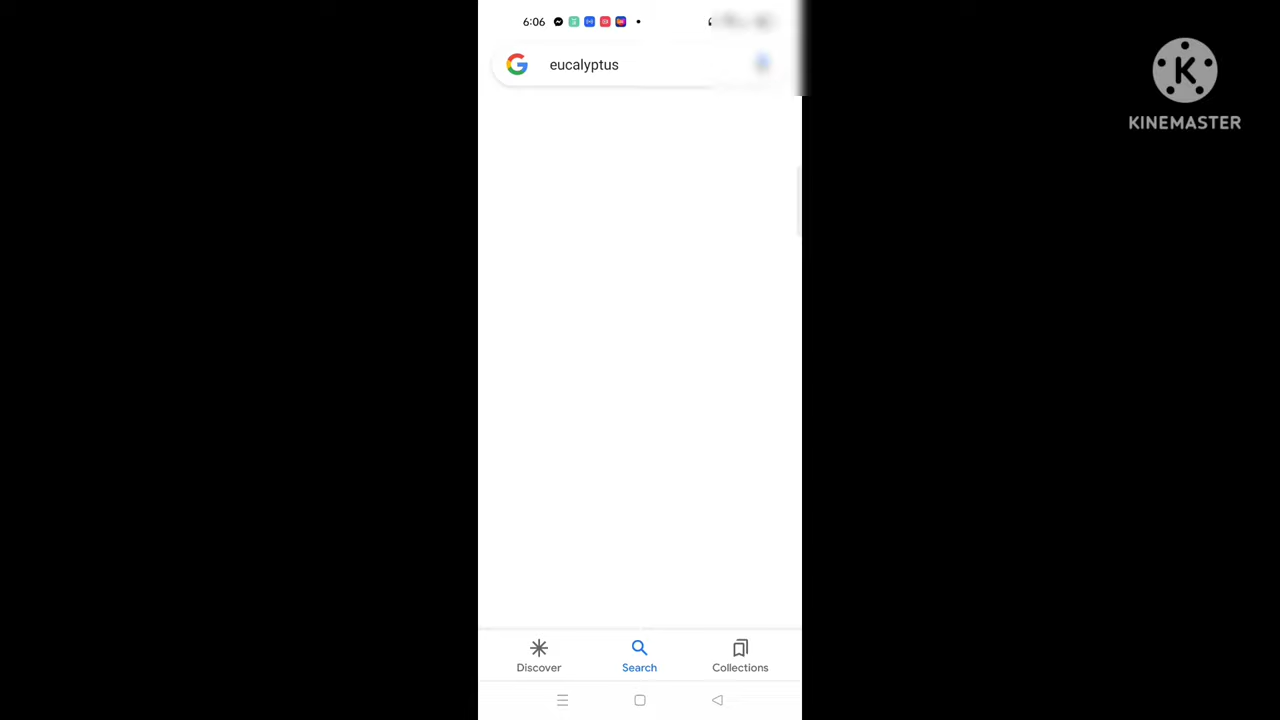 6:06
eucalyptus
KINEMASTER
Discover
Search
Collections